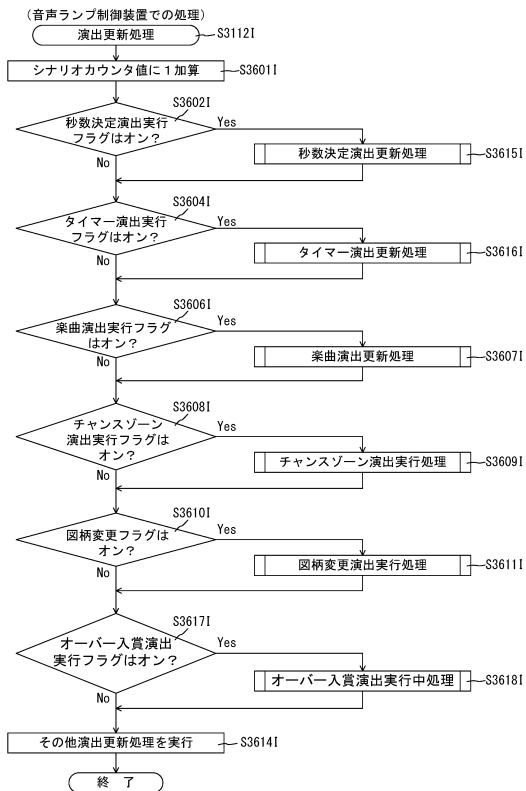 (音声ランプ制御装置での処理)
演出更新処理
S3112I
シナリオカウンタ値に1加算
S3601I
S3602I
秒数決定演出実行
フラグはオン?
Yes
No
秒数決定演出更新処理
S3615I
S3604I
タイマー演出実行
フラグはオン?
Yes
No
タイマー演出更新処理
S3616I
S3606I
楽曲演出実行フラグ
はオン?
Yes
No
楽曲演出更新処理
S3607I
S3608I
チャンスゾーン
演出実行フラグは
オン?
Yes
No
チャンスゾーン演出実行処理
S3609I
S3610I
図柄変更フラグは
オン?
Yes
No
図柄変更演出実行処理
S3611I
S3617I
オーバー入賞演出
実行フラグはオン?
Yes
No
オーバー入賞演出実行中処理
S3618I
その他演出更新処理を実行
S3614I
終 了